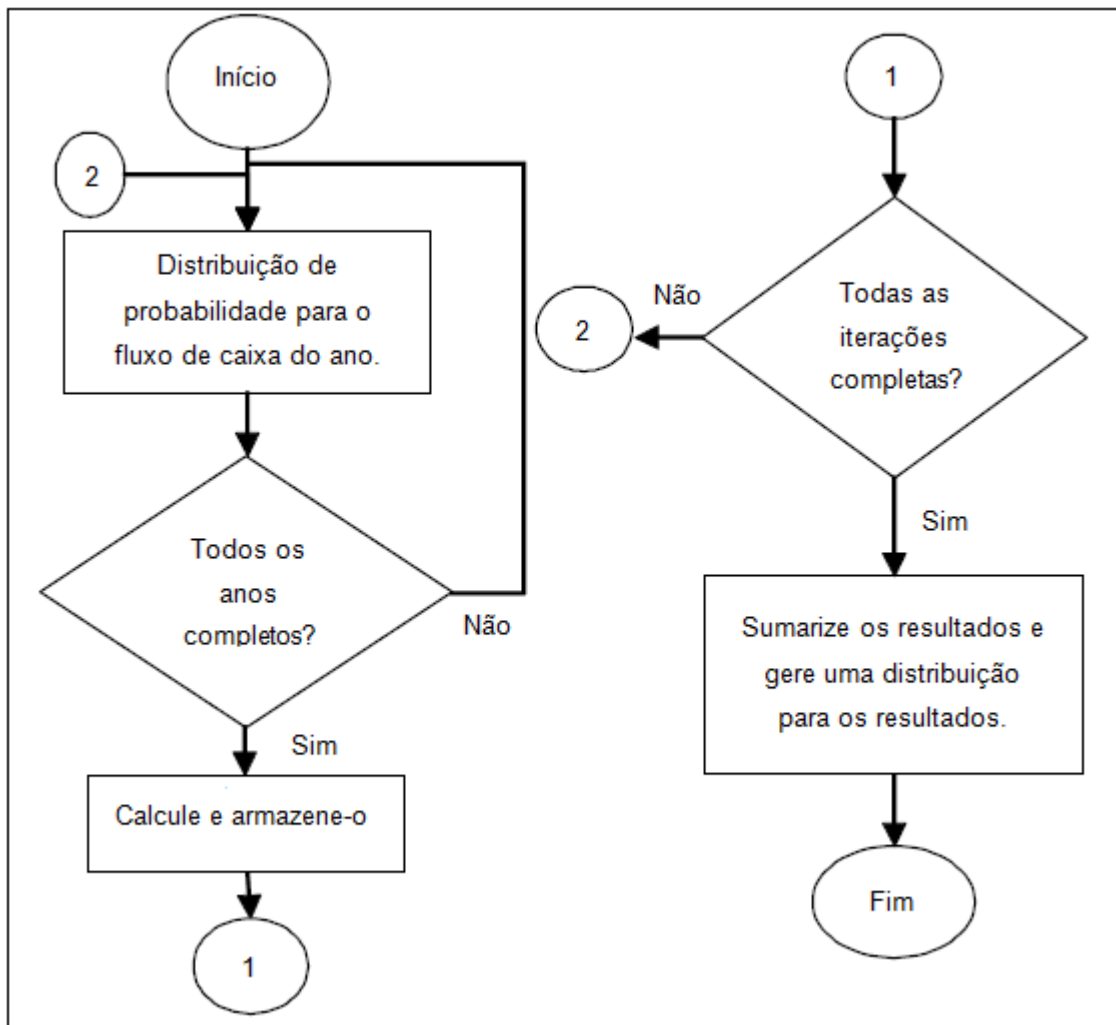 Início
2
Distribuição de
probabilidade para o
fluxo de caixa do ano.
Todos os
anos
completos?
Não
Sim
Calcule e armazene-o
1
1
Todas as
iterações
completas?
Não
2
Sim
Sumarize os resultados e
gere uma distribuição
para os resultados.
Fim